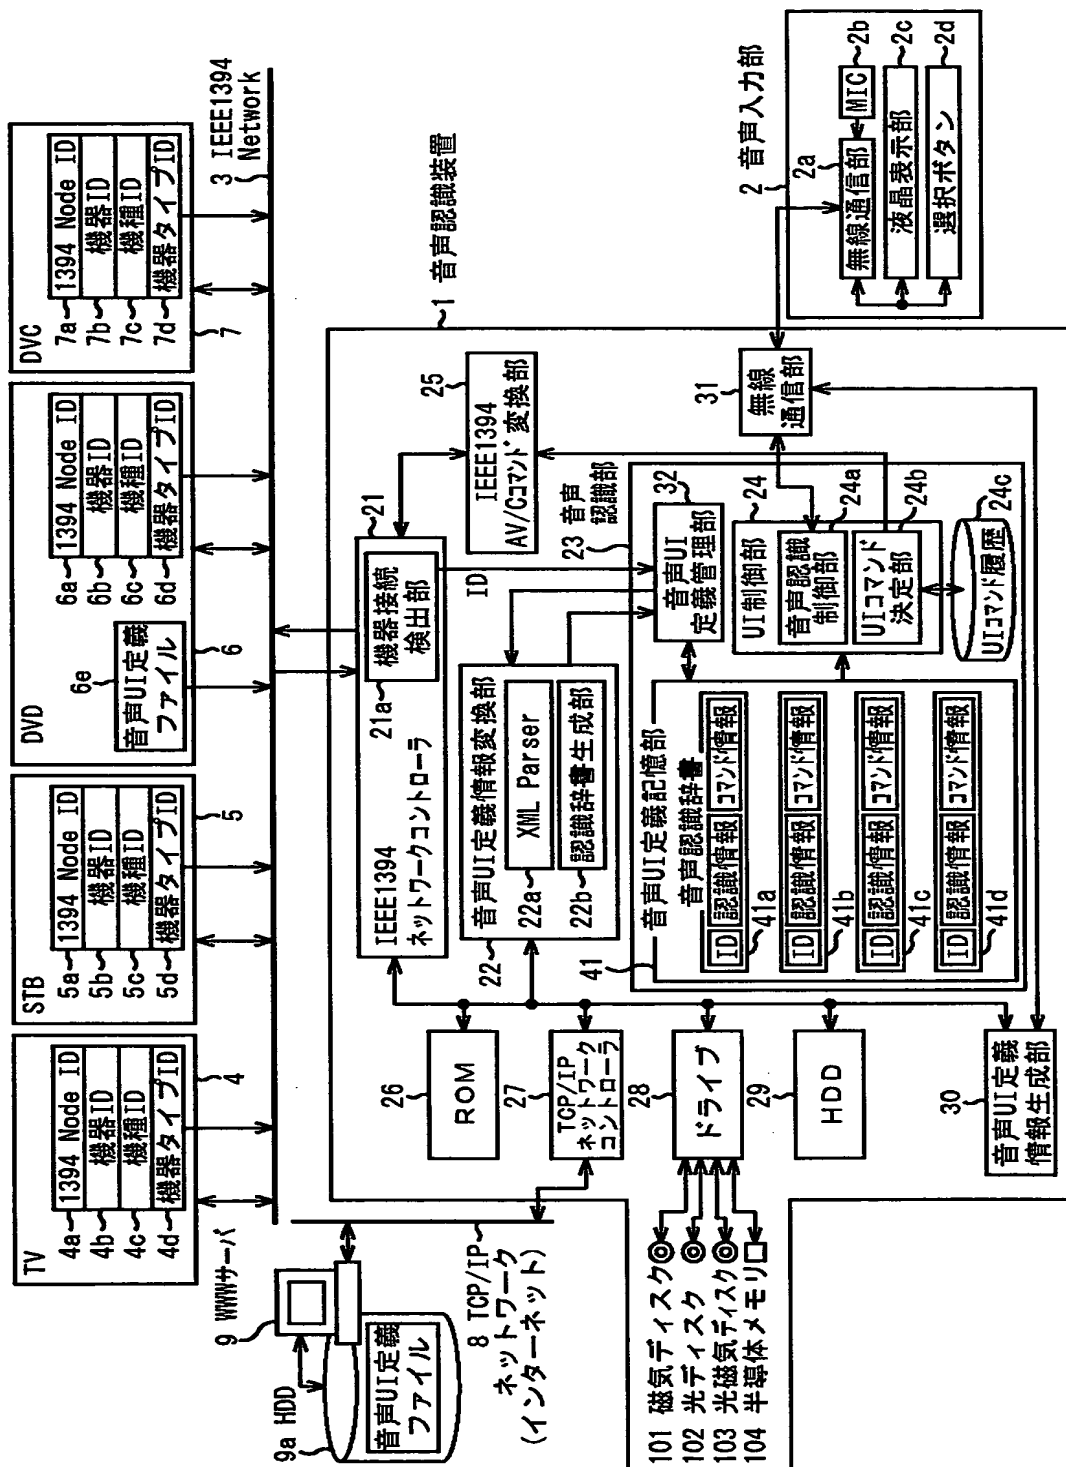 TV
4a
1394 Node ID
4b
機器ID
4c
機種ID
4d
機器タイプID
4
STB
5a
1394 Node ID
5b
機器ID
5c
機種ID
5d
機器タイプID
5
DVD
6a
1394 Node ID
6b
機器ID
6c
機種ID
6d
機器タイプID
6e
音声UI定義
ファイル
6
DVC
7a
1394 Node ID
7b
機器ID
7c
機種ID
7d
機器タイプID
7
3 IEEE1394
Network
9 WWWサーバ
9a HDD
音声UI定義
ファイル
8 TCP/IP
ネットワーク
(インターネット)
1 音声認識装置
IEEE1394
ネットワークコントローラ
21
21a
機器接続
検出部
ID
25
IEEE1394
AV/Cコマンド変換部
22
音声UI定義情報変換部
22a
XML Parser
22b
認識辞書生成部
23 音声
認識部
32
音声UI
定義管理部
UI制御部
24
音声認識
制御部
24a
UIコマンド
決定部
24b
24c
UIコマンド履歴
41
音声UI定義記憶部
音声認識辞書
ID
認識情報
コマンド情報
41a
ID
認識情報
コマンド情報
41b
ID
認識情報
コマンド情報
41c
ID
認識情報
コマンド情報
41d
26
ROM
27
TCP/IP
ネットワーク
コントローラ
28
ドライブ
29
HDD
30
音声UI定義
情報生成部
31
無線
通信部
2 音声入力部
2a
無線通信部
MIC
2b
液晶表示部
2c
選択ボタン
2d
101 磁気ディスク
102 光ディスク
103 光磁気ディスク
104 半導体メモリ